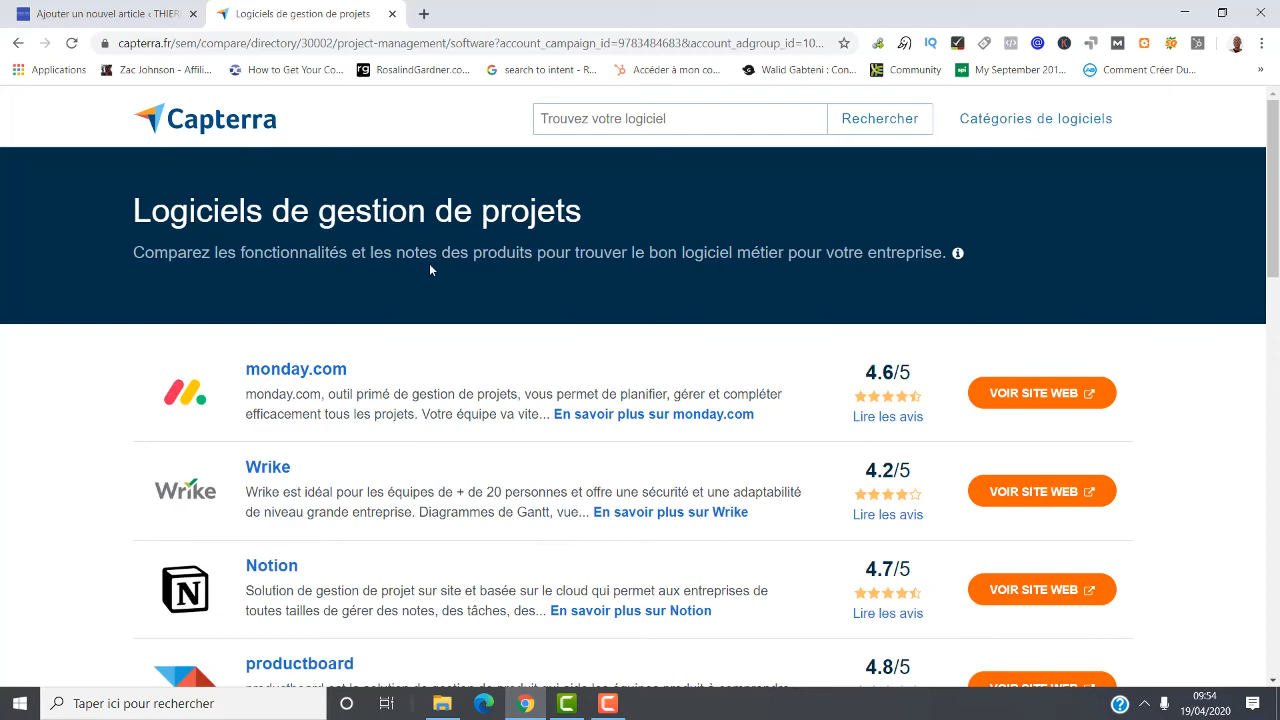 Ajouter un nouvel article ‹ THIER
Logiciels de gestion de projets
capterra.fr/sem/compare/directory/30002/project-management/software?utm_campaign_id=9783484638&account_adgroup_id=10...
Applications
Zac Johnson - Affili...
How to Get Your Co...
RosalindGardner.co...
search to intent - R...
Accéder à mon co...
Walid Gabteni : Con...
Community
My September 201...
Comment Créer Du...
Capterra
Trouvez votre logiciel
Rechercher
Catégories de logiciels
Logiciels de gestion de projets
Comparez les fonctionnalités et les notes des produits pour trouver le bon logiciel métier pour votre entreprise.
monday.com
monday.com, outil primé de gestion de projets, vous permet de planifier, gérer et compléter
efficacement tous les projets. Votre équipe va vite... En savoir plus sur monday.com
4.6/5
Lire les avis
VOIR SITE WEB
Wrike
Wrike
Wrike est idéal pour les équipes de + de 20 personnes et offre une sécurité et une adaptabilité
de niveau grande entreprise. Diagrammes de Gantt, vue... En savoir plus sur Wrike
4.2/5
Lire les avis
VOIR SITE WEB
Notion
Solution de gestion de projet sur site et basée sur le cloud qui permet aux entreprises de
toutes tailles de gérer des notes, des tâches, des... En savoir plus sur Notion
4.7/5
Lire les avis
VOIR SITE WEB
productboard
4.8/5
VOIR SITE WEB
Taper ici pour rechercher
09:54
19/04/2020